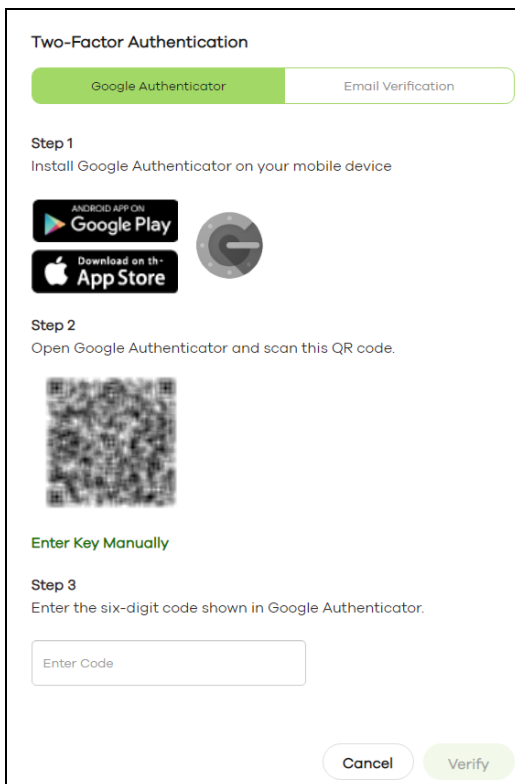 Two-Factor Authentication
Google Authenticator
Email Verification
Step 1
Install Google Authenticator on your mobile device
ANDROID APP ON
Google Play
Download on th-
App Store
Step 2
Open Google Authenticator and scan this QR code.
Enter Key Manually
Step 3
Enter the six-digit code shown in Google Authenticator.
Enter Code
Cancel
Verify